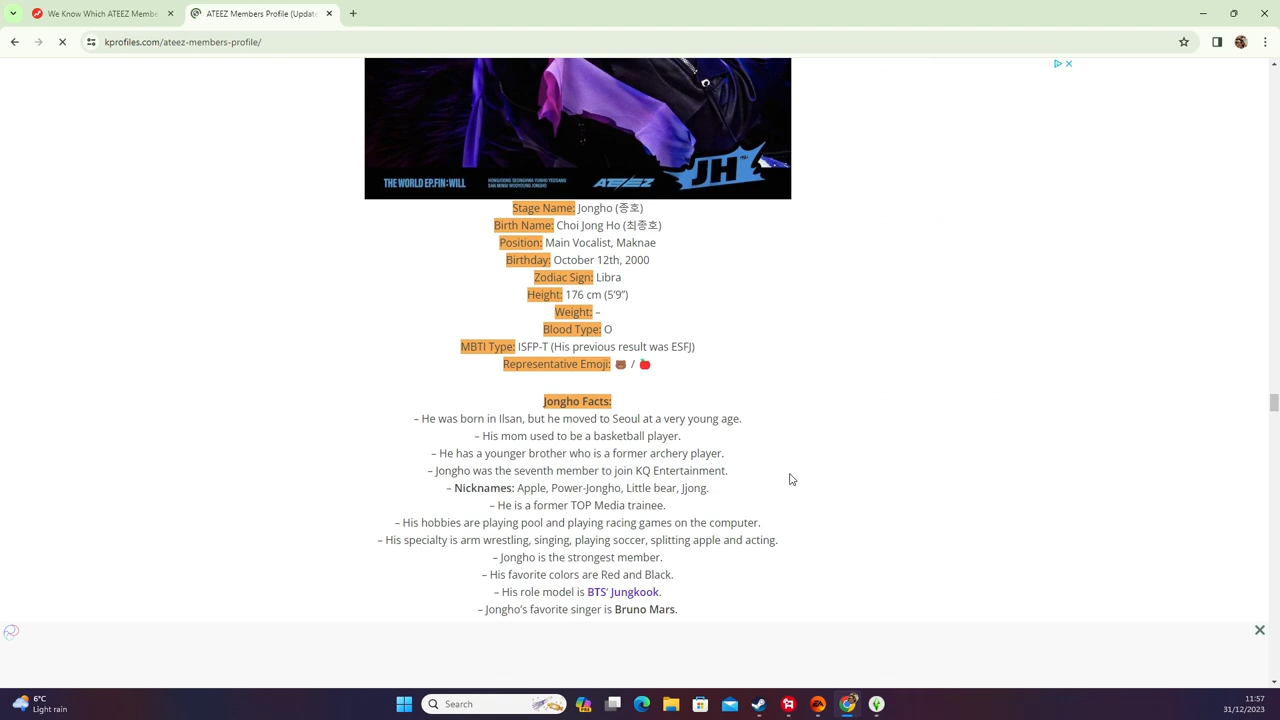 We Know Which ATEEZ Membe
ATEEZ Members Profile (Update
kprofiles.com/ateez-members-profile/
THE WORLD EP.FIN:WILL
HONGJOONG SEONGHWA YUNHO YEOSANG
SAN MINGI WOOYOUNG JONGHO
ATEEZ
JH
Stage Name: Jongho (종호)
Birth Name: Choi Jong Ho (최종호)
Position: Main Vocalist, Maknae
Birthday: October 12th, 2000
Zodiac Sign: Libra
Height: 176 cm (5’9”)
Weight: –
Blood Type: O
MBTI Type: ISFP-T (His previous result was ESFJ)
Representative Emoji: 🐻 / 🍎
Jongho Facts:
– He was born in Ilsan, but he moved to Seoul at a very young age.
– His mom used to be a basketball player.
– He has a younger brother who is a former archery player.
– Jongho was the seventh member to join KQ Entertainment.
– Nicknames: Apple, Power-Jongho, Little bear, Jjong.
– He is a former TOP Media trainee.
– His hobbies are playing pool and playing racing games on the computer.
– His specialty is arm wrestling, singing, playing soccer, splitting apple and acting.
– Jongho is the strongest member.
– His favorite colors are Red and Black.
– His role model is BTS’ Jungkook.
– Jongho’s favorite singer is Bruno Mars.
6°C
Light rain
Search
11:57
31/12/2023